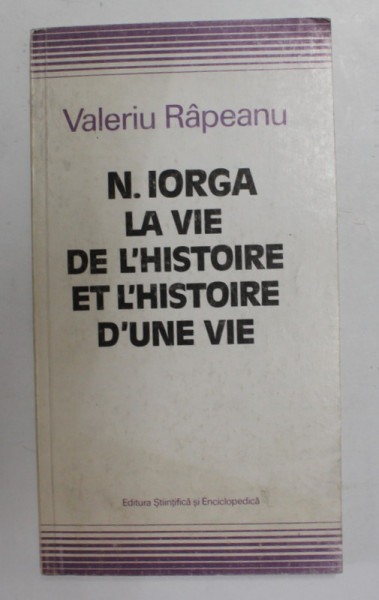 Valeriu Râpeanu
N. IORGA
LA VIE
DE L'HISTOIRE
ET L'HISTOIRE
D'UNE VIE
Editura Științifică și Enciclopedică